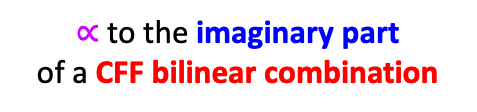 ∝ to the imaginary part
of a CFF bilinear combination